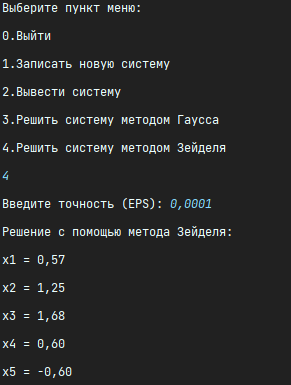 Выберите пункт меню:
0.Выйти
1.Записать новую систему
2.Вывести систему
3.Решить систему методом Гаусса
4.Решить систему методом Зейделя
4
Введите точность (EPS): 0,0001
Решение с помощью метода Зейделя:
x1 = 0,57
x2 = 1,25
x3 = 1,68
x4 = 0,60
x5 = -0,60